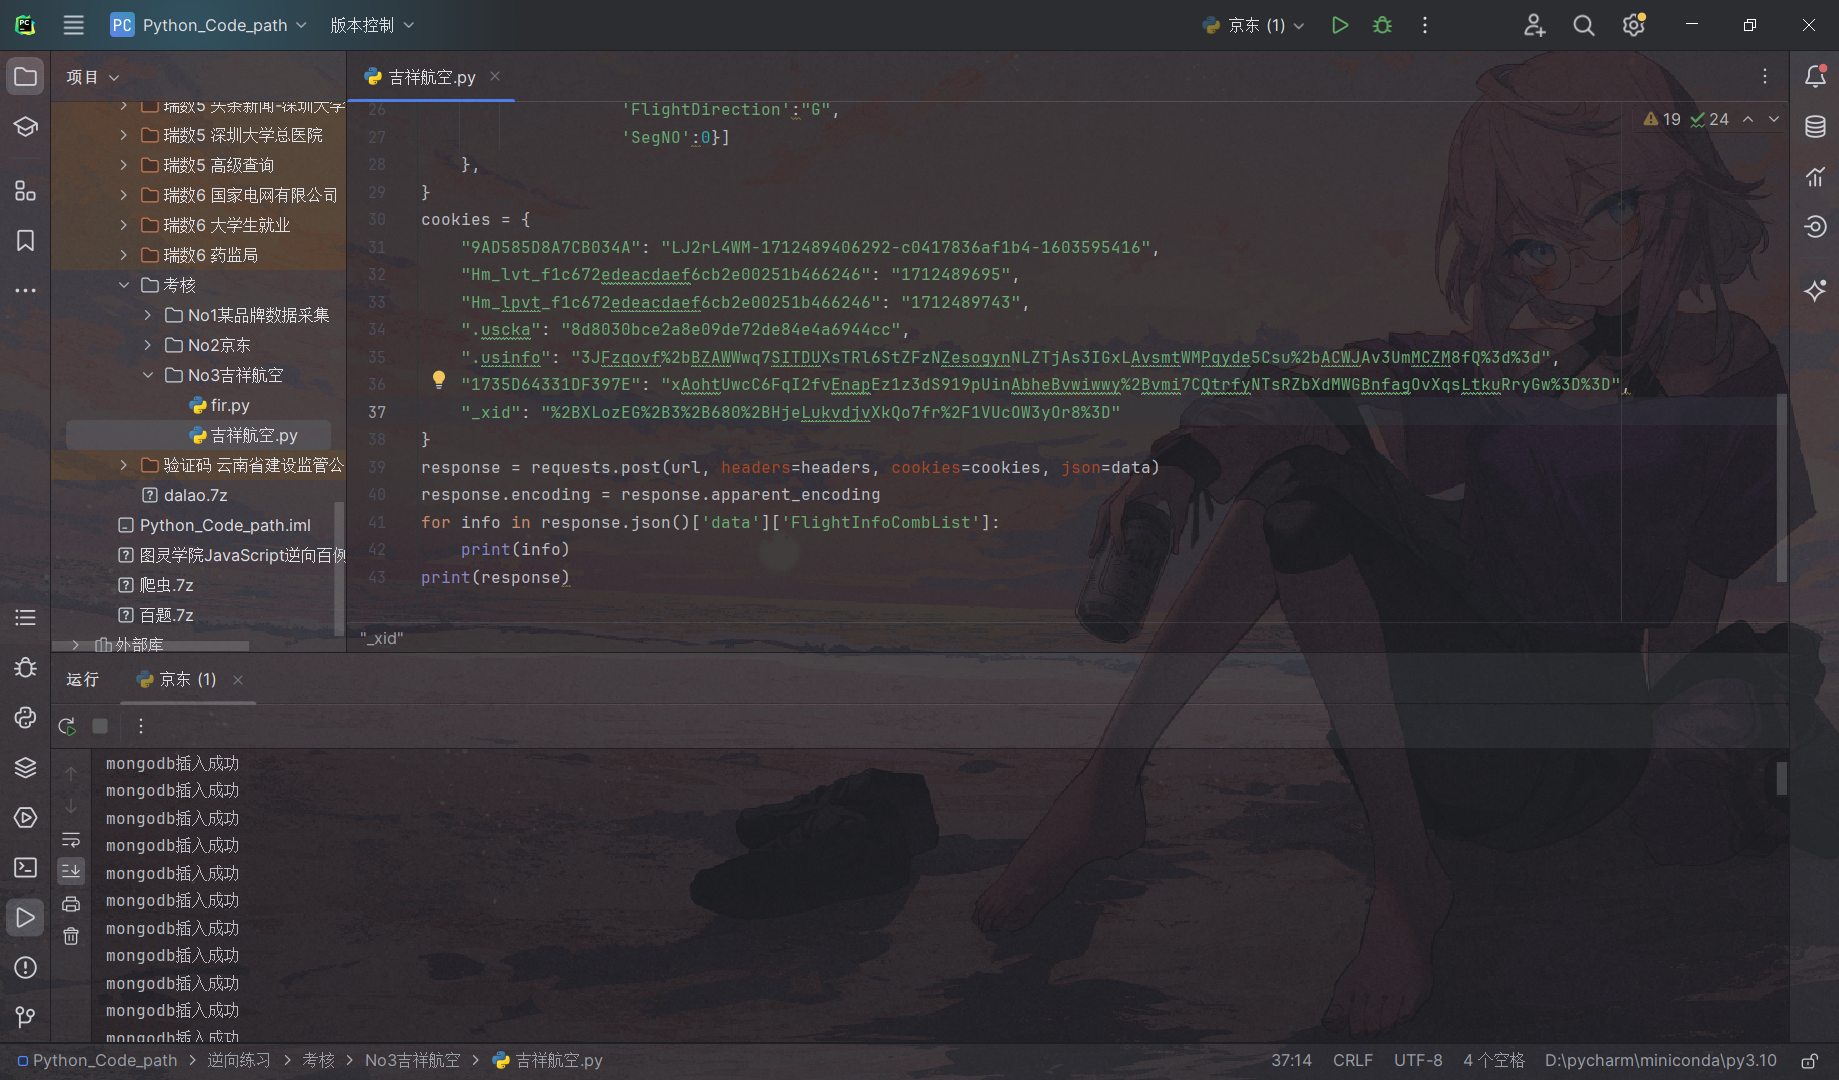 PC Python_Code_path 版本控制 京东 (1)
项目
瑞数5 头条新闻-深圳大学
瑞数5 深圳大学总医院
瑞数5 高级查询
瑞数6 国家电网有限公司
瑞数6 大学生就业
瑞数6 药监局
考核
No1某品牌数据采集
No2京东
No3吉祥航空
fir.py
吉祥航空.py
验证码 云南省建设监管公
dalao.7z
Python_Code_path.iml
图灵学院JavaScript逆向百例
爬虫.7z
百题.7z
外部库
吉祥航空.py
19 24
26 'FlightDirection':"G",
27 'SegNO':0}]
28 },
29 }
30 cookies = {
31 "9AD585D8A7CB034A": "LJ2rL4WM-1712489406292-c0417836af1b4-1603595416",
32 "Hm_lvt_f1c672edeacdaef6cb2e00251b466246": "1712489695",
33 "Hm_lpvt_f1c672edeacdaef6cb2e00251b466246": "1712489743",
34 ".uscka": "8d8030bce2a8e09de72de84e4a6944cc",
35 ".usinfo": "3JFzqovf%2bBZAWWwq7SITDUXsTRl6StZFzNZesogynNLZTjAs3IGxLAvsmtWMPgyde5Csu%2bACWJAv3UmMCZM8fQ%3d%3d",
36 "1735D64331DF397E": "xAohtUwcC6FqI2fvEnapEz1z3dS919pUinAbheBvwiwwy%2Bvmi7CQtrfyNTsRZbXdMWGBnfagOvXqsLtkuRryGw%3D%3D",
37 "_xid": "%2BXLozEG%2B3%2B680%2BHjeLukvdjvXkQo7fr%2F1VUcOW3yOr8%3D"
38 }
39 response = requests.post(url, headers=headers, cookies=cookies, json=data)
40 response.encoding = response.apparent_encoding
41 for info in response.json()['data']['FlightInfoCombList']:
42 print(info)
43 print(response)
"_xid"
运行 京东 (1)
mongodb插入成功
mongodb插入成功
mongodb插入成功
mongodb插入成功
mongodb插入成功
mongodb插入成功
mongodb插入成功
mongodb插入成功
mongodb插入成功
mongodb插入成功
mongodb插入成功
Python_Code_path > 逆向练习 > 考核 > No3吉祥航空 > 吉祥航空.py 37:14 CRLF UTF-8 4 个空格 D:\pycharm\miniconda\py3.10